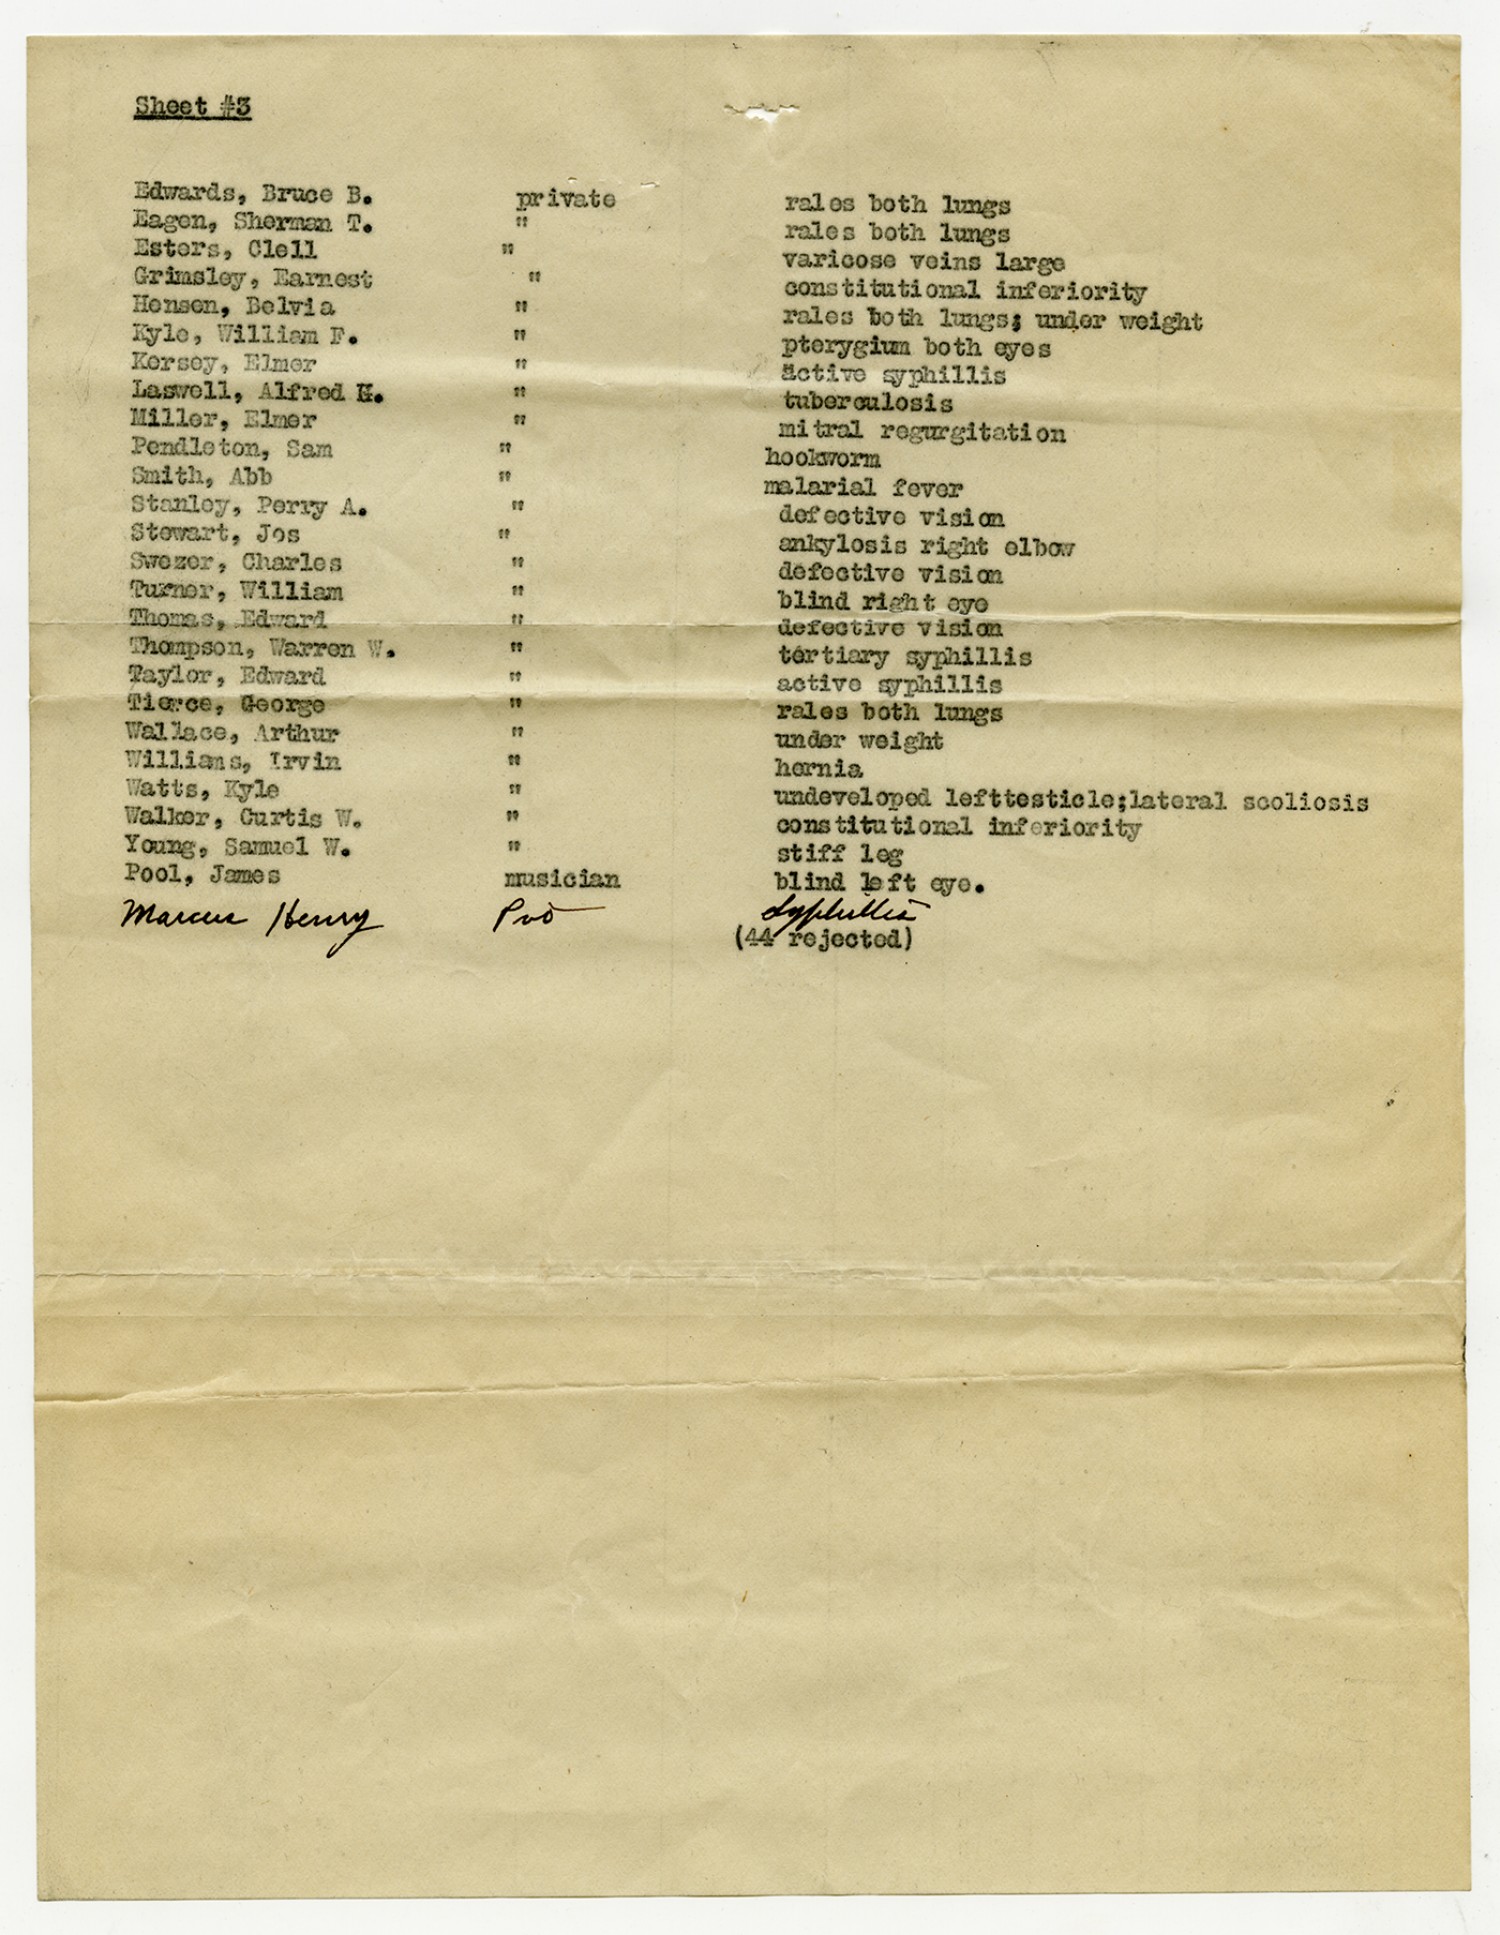 Sheet #3
Edwards, Bruce B. private rales both lungs
Eagen, Sherman T. " rales both lungs
Esters, Clell " varicose veins large
Grimsley, Earnest " constitutional inferiority
Hensen, Belvia " rales both lungs; under weight
Kyle, William F. " pterygium both eyes
Kersey, Elmer " active syphillis
Laswell, Alfred H. " tuberculosis
Miller, Elmer " mitral regurgitation
Pendleton, Sam " hookworm
Smith, Abb " malarial fever
Stanley, Perry A. " defective vision
Stewart, Jos " ankylosis right elbow
Swezer, Charles " defective vision
Turner, William " blind right eye
Thomas, Edward " defective vision
Thompson, Warren W. " tertiary syphillis
Taylor, Edward " active syphillis
Tierce, George " rales both lungs
Wallace, Arthur " under weight
Williams, Irvin " hernia
Watts, Kyle " undeveloped lefttesticle;lateral scoliosis
Walker, Curtis W. " constitutional inferiority
Young, Samuel W. " stiff leg
Pool, James musician blind left eye.
Marcus Henry Pvt Syphillis
(44 rejected)